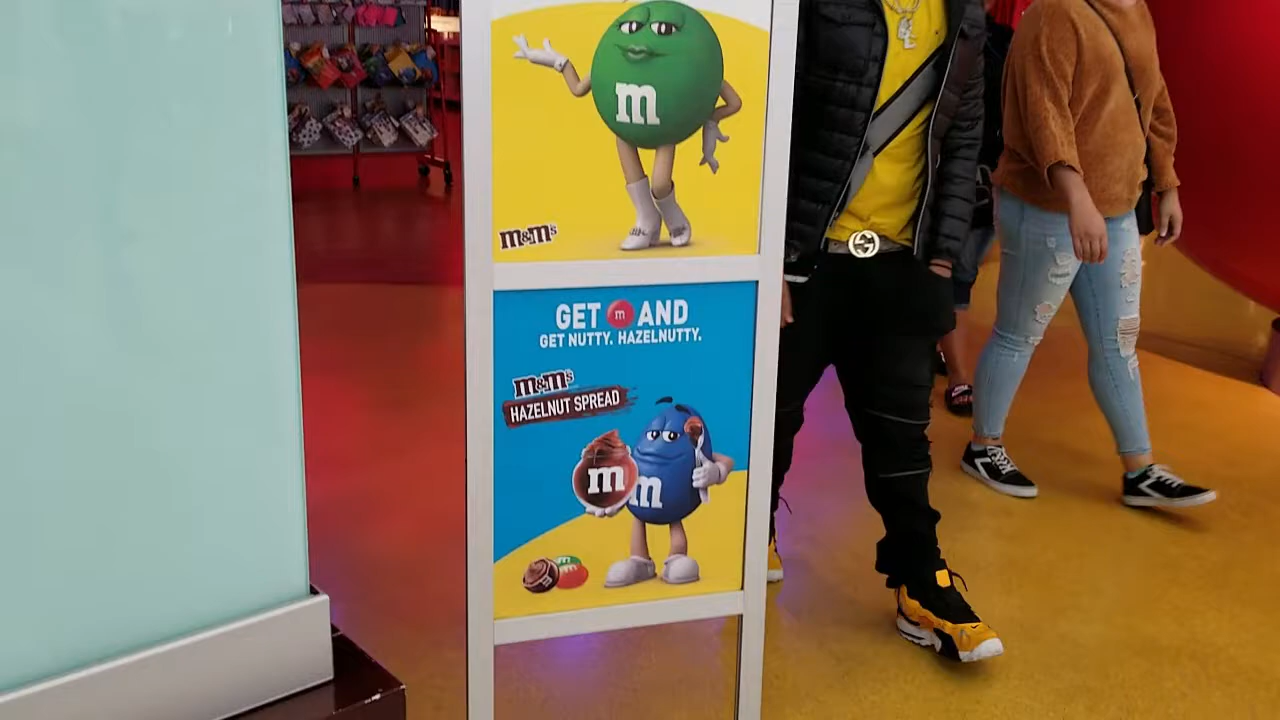 m
m&m's
GET m AND
GET NUTTY. HAZELNUTTY.
m&m's
HAZELNUT SPREAD
m
m